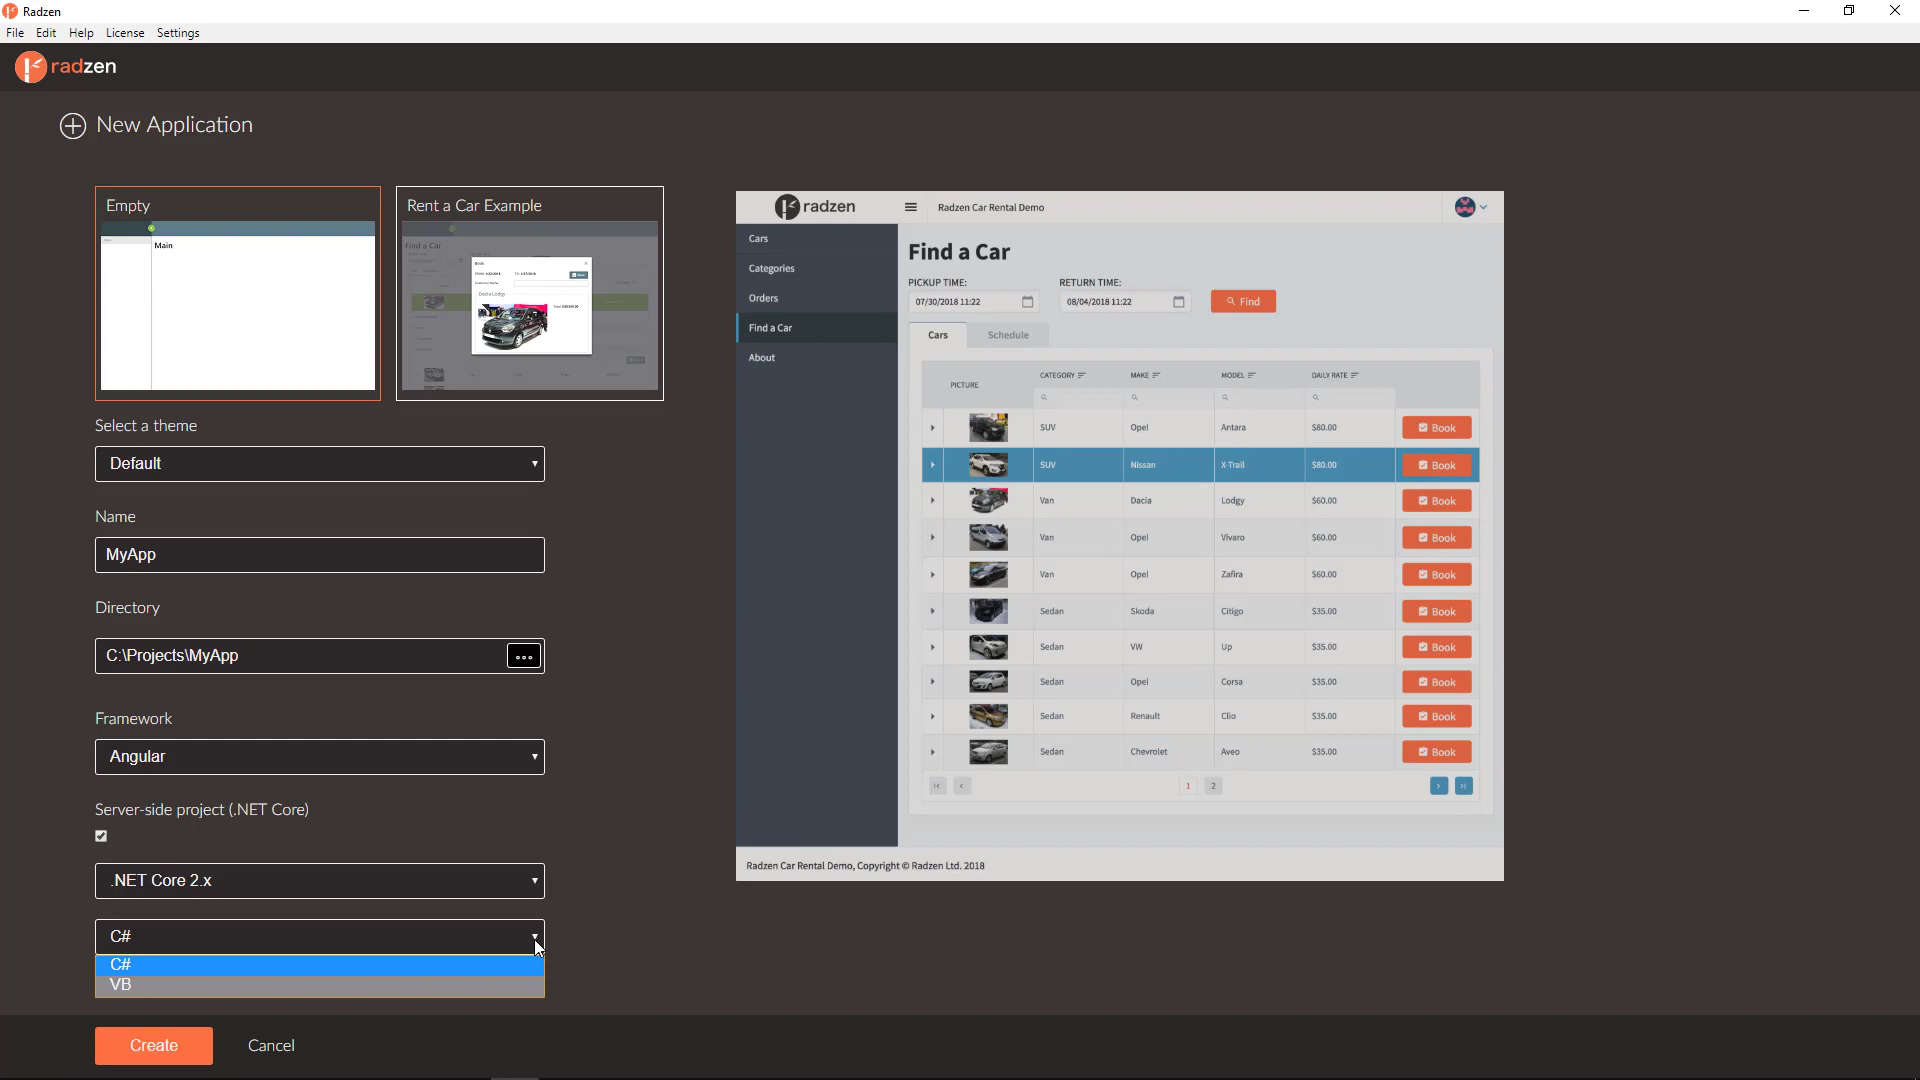 Radzen
File Edit Help License Settings
radzen
New Application
Empty
Main
Rent a Car Example
Find a Car
Book
Dacia Lodgy
Select a theme
Default
Name
MyApp
Directory
C:\Projects\MyApp
...
Framework
Angular
Server-side project (.NET Core)
.NET Core 2.x
C#
C#
VB
Create Cancel
radzen Radzen Car Rental Demo
Cars
Categories
Orders
Find a Car
About
Find a Car
PICKUP TIME: RETURN TIME:
07/30/2018 11:22 08/04/2018 11:22 Find
Cars Schedule
PICTURE CATEGORY MAKE MODEL DAILY RATE
SUV Opel Antara $80.00 Book
SUV Nissan X-Trail $80.00 Book
Van Dacia Lodgy $60.00 Book
Van Opel Vivaro $60.00 Book
Van Opel Zafira $60.00 Book
Sedan Skoda Citigo $35.00 Book
Sedan VW Up $35.00 Book
Sedan Opel Corsa $35.00 Book
Sedan Renault Clio $35.00 Book
Sedan Chevrolet Aveo $35.00 Book
1 2
Radzen Car Rental Demo, Copyright © Radzen Ltd. 2018